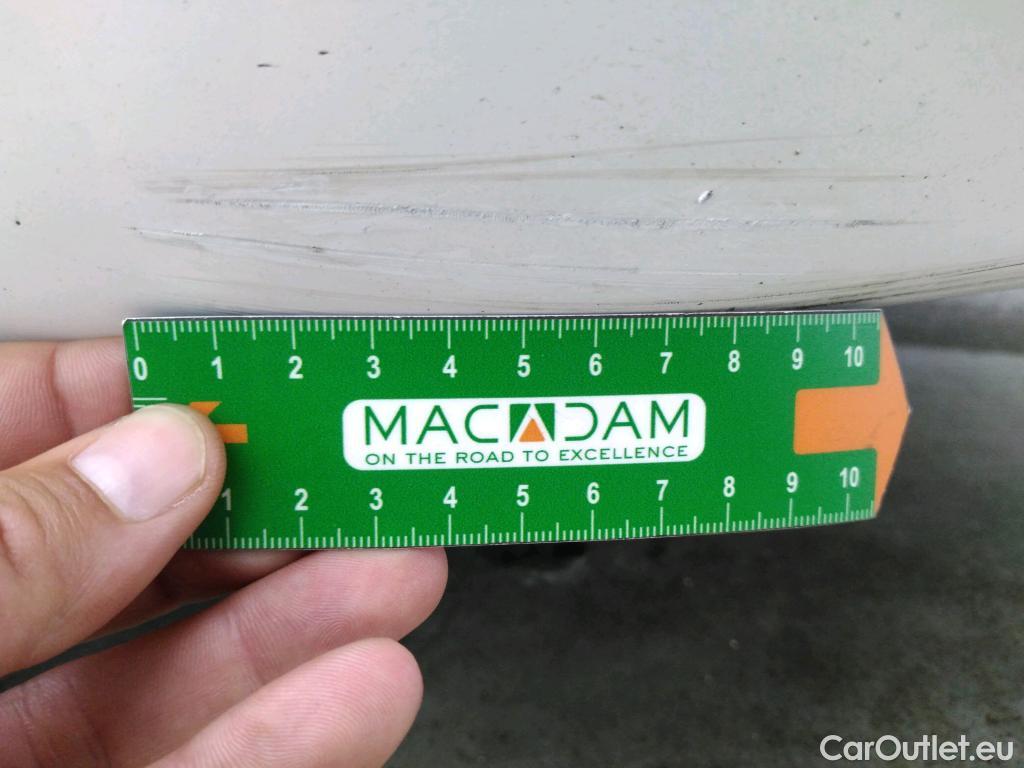 0 1 2 3 4 5 6 7 8 9 10
MACADAM
ON THE ROAD TO EXCELLENCE
1 2 3 4 5 6 7 8 9 10
CarOutlet.eu